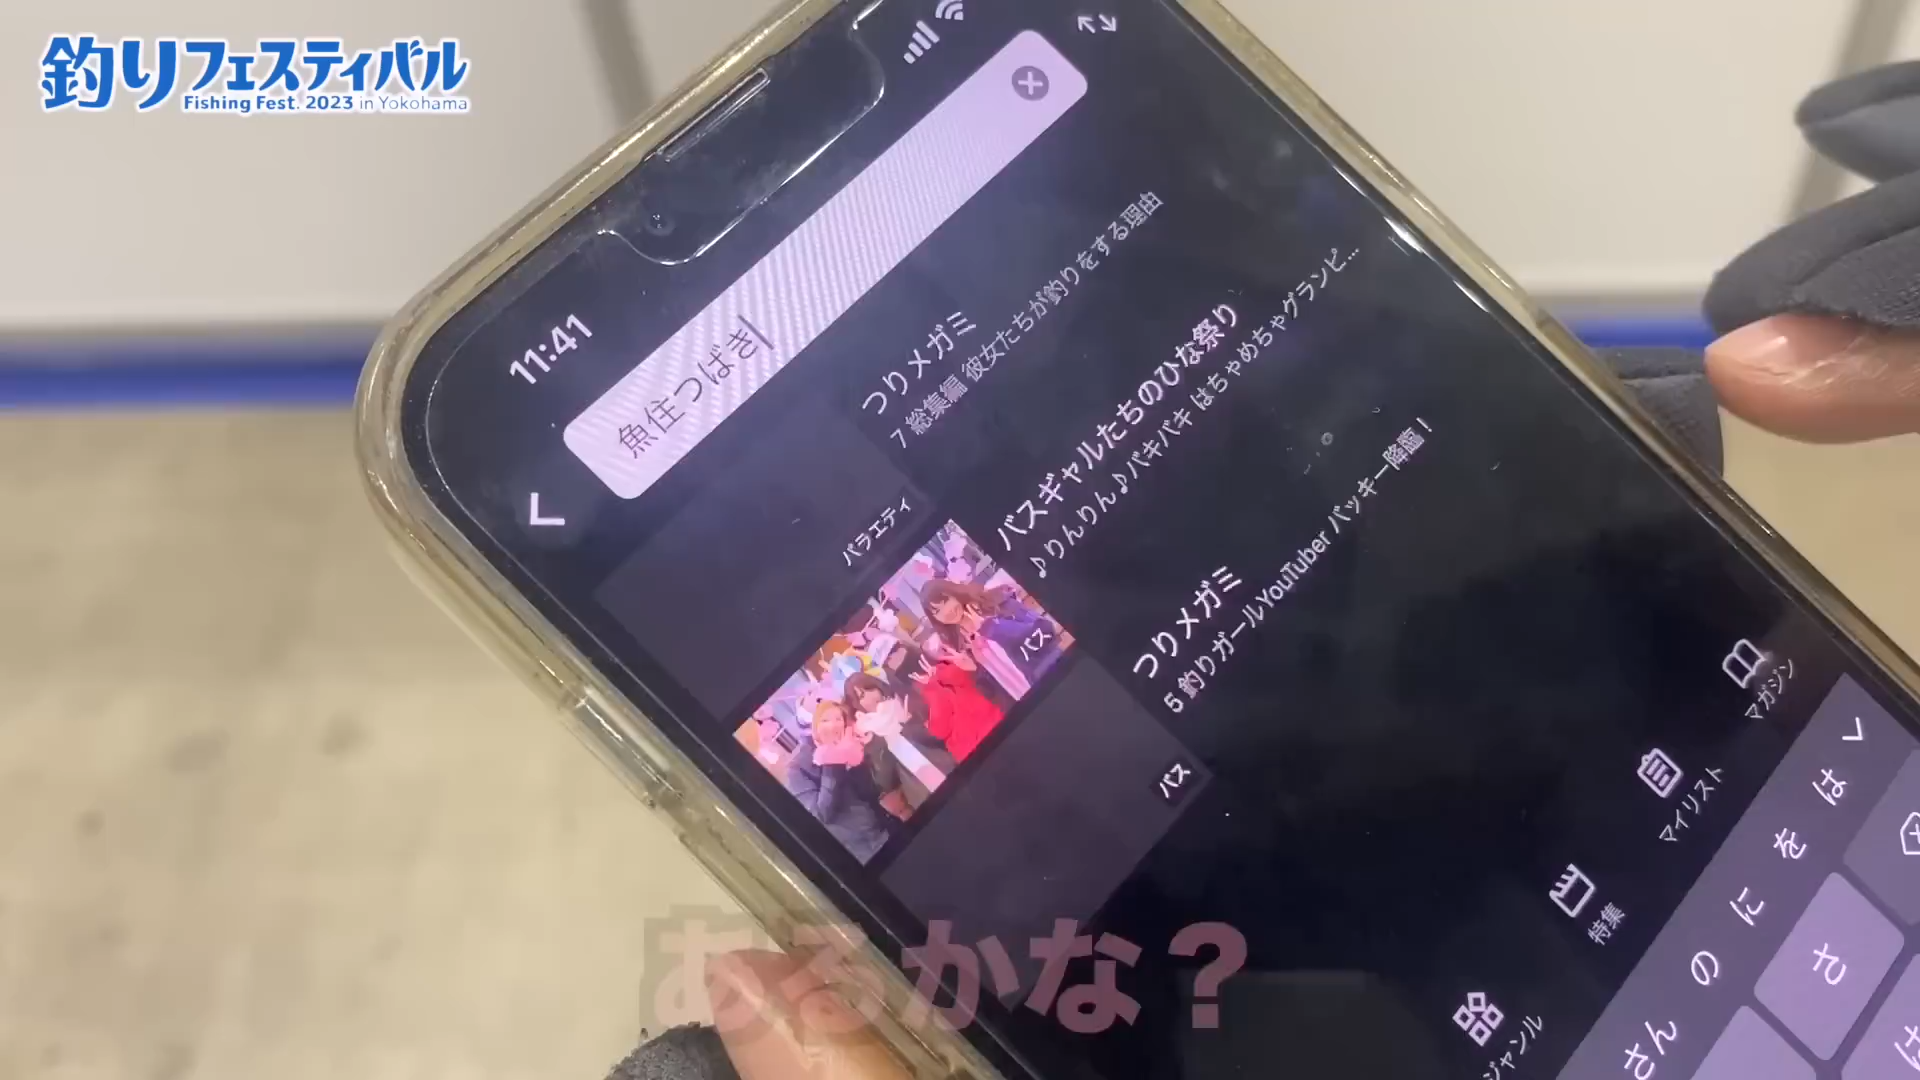 釣りフェスティバル
Fishing Fest. 2023 in Yokohama
11:41
魚住つばき
つりメガミ
7 総集編 彼女たちが釣りをする理由
バラエティ
バスギャルたちのひな祭り
♪りんりん♪バキバキ はちゃめちゃグランピ...
バス
つりメガミ
5 釣りガールYouTuber バッキー降臨！
バス
マガジン
マイリスト
特集
ジャンル
は
を
に
の
さん
さ
は
あるかな？